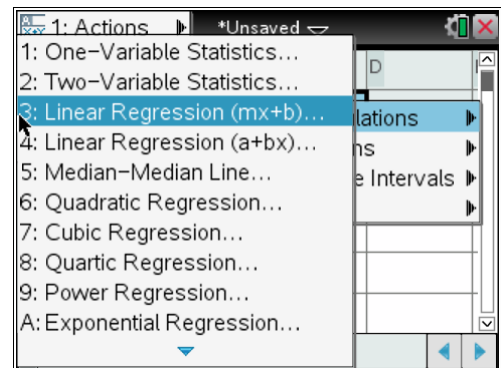 1: Actions *Unsaved
1: One-Variable Statistics...
2: Two-Variable Statistics...
D
3: Linear Regression (mx+b)...
lations
4: Linear Regression (a+bx)...
ns
5: Median-Median Line...
e Intervals
6: Quadratic Regression...
7: Cubic Regression...
8: Quartic Regression...
9: Power Regression...
A: Exponential Regression...